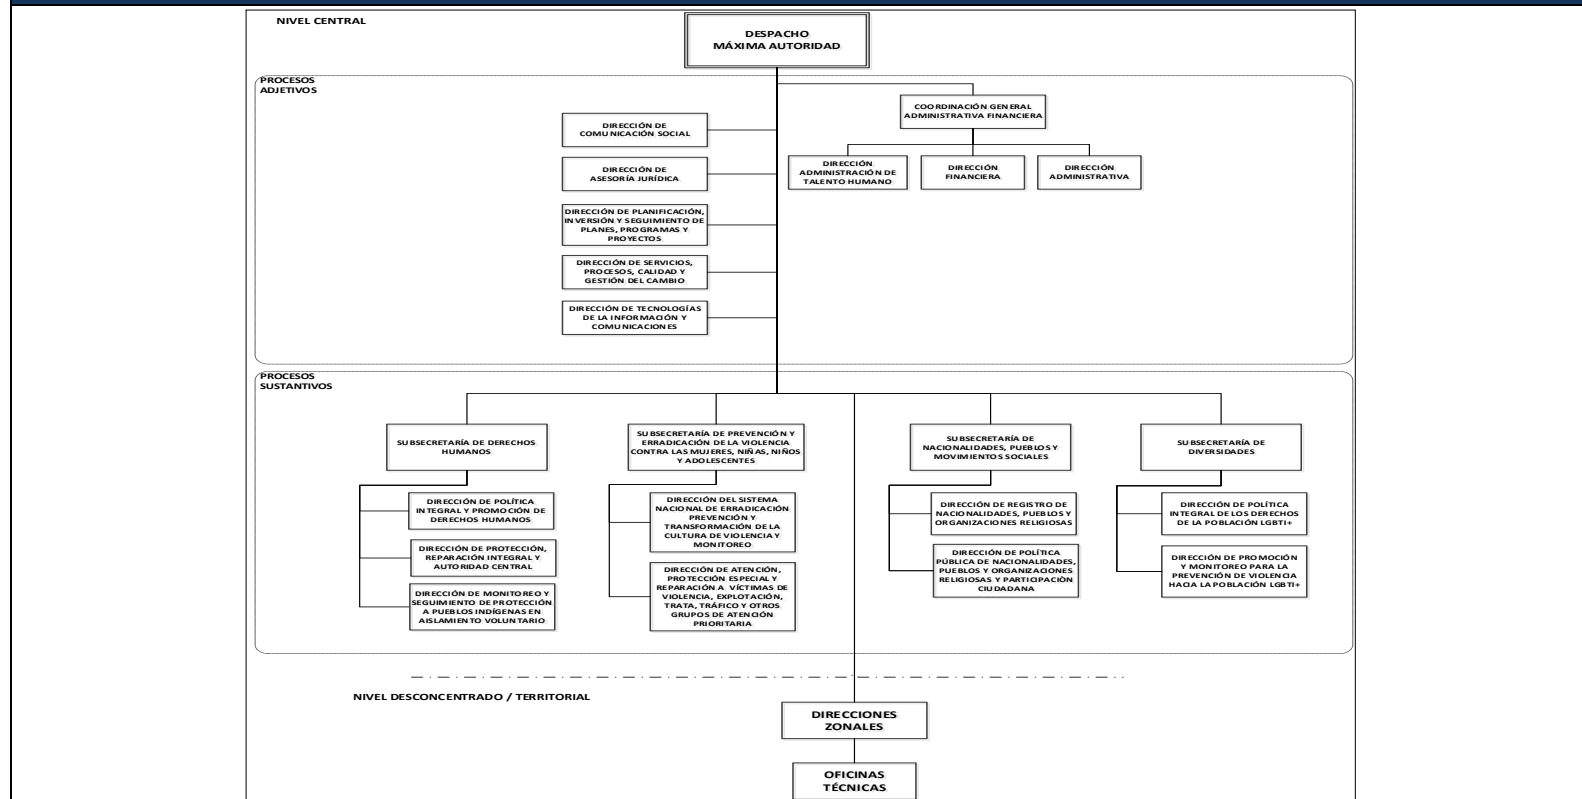 NIVEL CENTRAL
DESPACHO
MÁXIMA AUTORIDAD
PROCESOS
ADJETIVOS
COORDINACIÓN GENERAL
ADMINISTRATIVA FINANCIERA
DIRECCIÓN DE
COMUNICACIÓN SOCIAL
DIRECCIÓN
ADMINISTRACIÓN DE
TALENTO HUMANO
DIRECCIÓN
FINANCIERA
DIRECCIÓN
ADMINISTRATIVA
DIRECCIÓN DE
ASESORÍA JURÍDICA
DIRECCIÓN DE PLANIFICACIÓN,
INVERSIÓN Y SEGUIMIENTO DE
PLANES, PROGRAMAS Y
PROYECTOS
DIRECCIÓN DE SERVICIOS,
PROCESOS, CALIDAD Y
GESTIÓN DEL CAMBIO
DIRECCIÓN DE TECNOLOGÍAS
DE LA INFORMACIÓN Y
COMUNICACIONES
PROCESOS
SUSTANTIVOS
SUBSECRETARÍA DE DERECHOS
HUMANOS
SUBSECRETARÍA DE PREVENCIÓN Y
ERRADICACIÓN DE LA VIOLENCIA
CONTRA LAS MUJERES, NIÑAS, NIÑOS
Y ADOLESCENTES
SUBSECRETARÍA DE
NACIONALIDADES, PUEBLOS Y
MOVIMIENTOS SOCIALES
SUBSECRETARÍA DE
DIVERSIDADES
DIRECCIÓN DE POLÍTICA
INTEGRAL Y PROMOCIÓN DE
DERECHOS HUMANOS
DIRECCIÓN DE PROTECCIÓN,
REPARACIÓN INTEGRAL Y
AUTORIDAD CENTRAL
DIRECCIÓN DE MONITOREO Y
SEGUIMIENTO DE PROTECCIÓN
A PUEBLOS INDÍGENAS EN
AISLAMIENTO VOLUNTARIO
DIRECCIÓN DEL SISTEMA
NACIONAL DE ERRADICACIÓN
PREVENCIÓN Y
TRANSFORMACIÓN DE LA
CULTURA DE VIOLENCIA Y
MONITOREO
DIRECCIÓN DE ATENCIÓN,
PROTECCIÓN ESPECIAL Y
REPARACIÓN A VÍCTIMAS DE
VIOLENCIA, EXPLOTACIÓN,
TRATA, TRÁFICO Y OTROS
GRUPOS DE ATENCIÓN
PRIORITARIA
DIRECCIÓN DE REGISTRO DE
NACIONALIDADES, PUEBLOS Y
ORGANIZACIONES RELIGIOSAS
DIRECCIÓN DE POLÍTICA
PÚBLICA DE NACIONALIDADES,
PUEBLOS Y ORGANIZACIONES
RELIGIOSAS Y PARTICIPACIÒN
CIUDADANA
DIRECCIÓN DE POLÍTICA
INTEGRAL DE LOS DERECHOS
DE LA POBLACIÓN LGBTI+
DIRECCIÓN DE PROMOCIÓN
Y MONITOREO PARA LA
PREVENCIÓN DE VIOLENCIA
HACIA LA POBLACIÓN LGBTI+
NIVEL DESCONCENTRADO / TERRITORIAL
DIRECCIONES
ZONALES
OFICINAS
TÉCNICAS